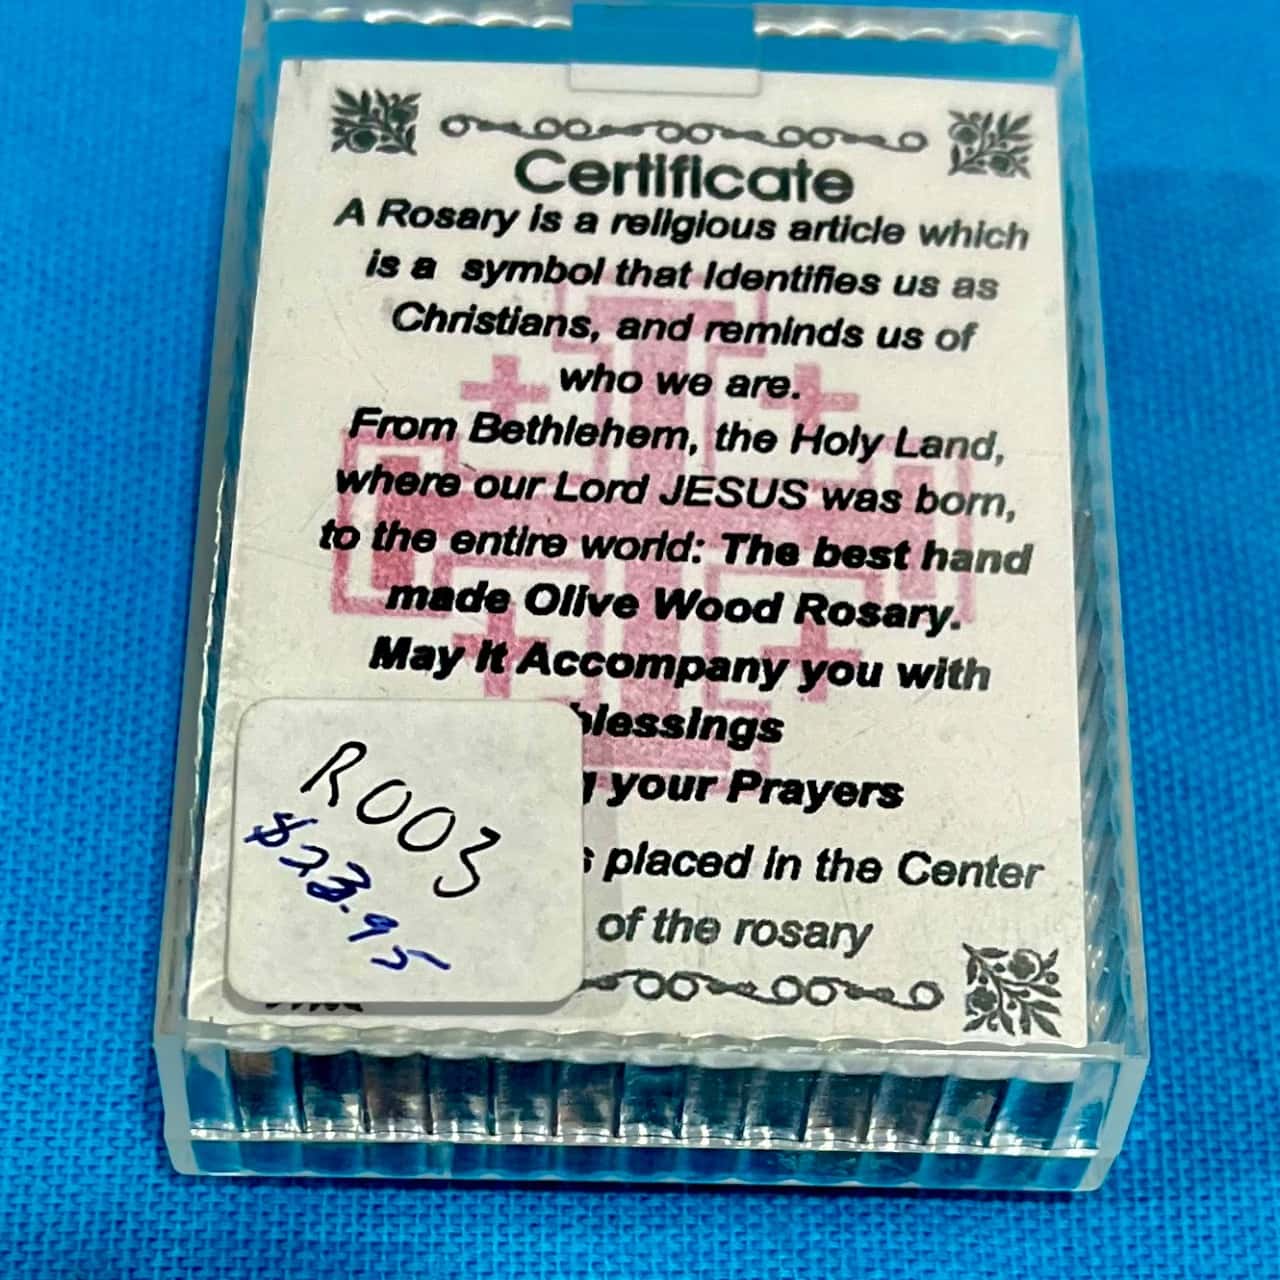 Certificate
A Rosary is a religious article which
is a symbol that Identifies us as
Christians, and reminds us of
who we are.
From Bethlehem, the Holy Land,
where our Lord JESUS was born,
to the entire world: The best hand
made Olive Wood Rosary.
May It Accompany you with
blessings
your Prayers
placed in the Center
of the rosary
R003
$23.95